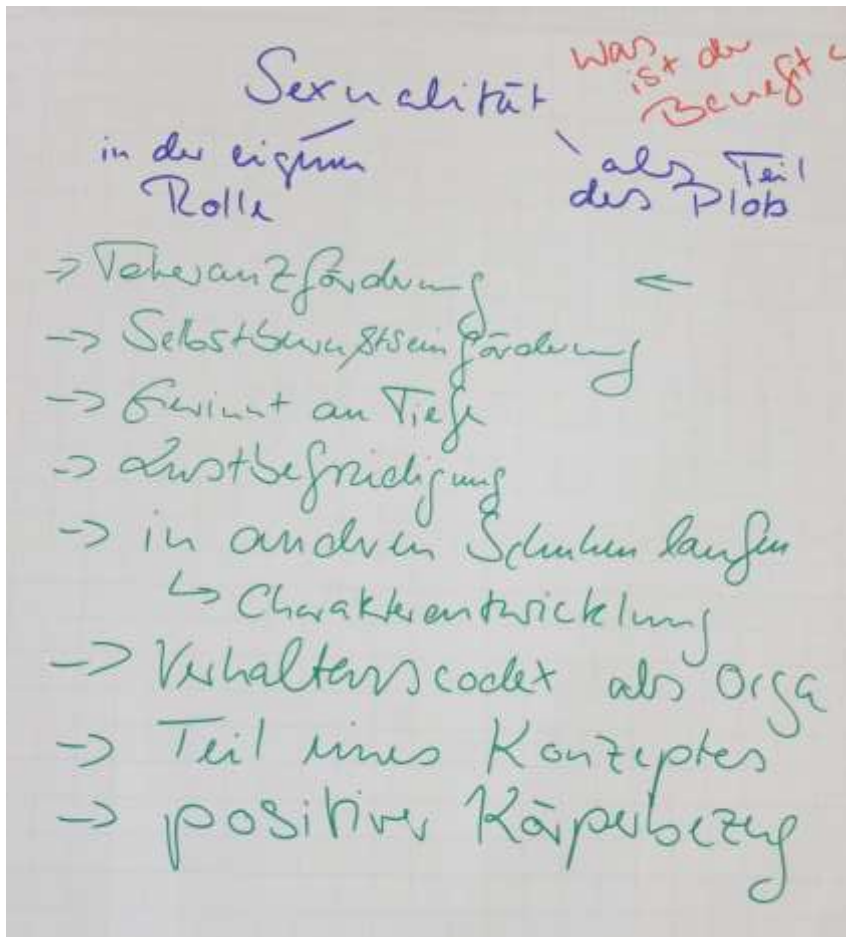 Sexualität
was
ist der
Benefit
in der eigenen
Rolle
als Teil
des Plots
-> Toleranzförderung <-
-> Selbstbewusstseinförderung
-> Gewinnt an Tiefe
-> Lustbefriedigung
-> in anderen Schuhen laufen
↳ Charakterentwicklung
-> Verhaltenscodex als Orga
-> Teil eines Konzeptes
-> positiver Körperbezug